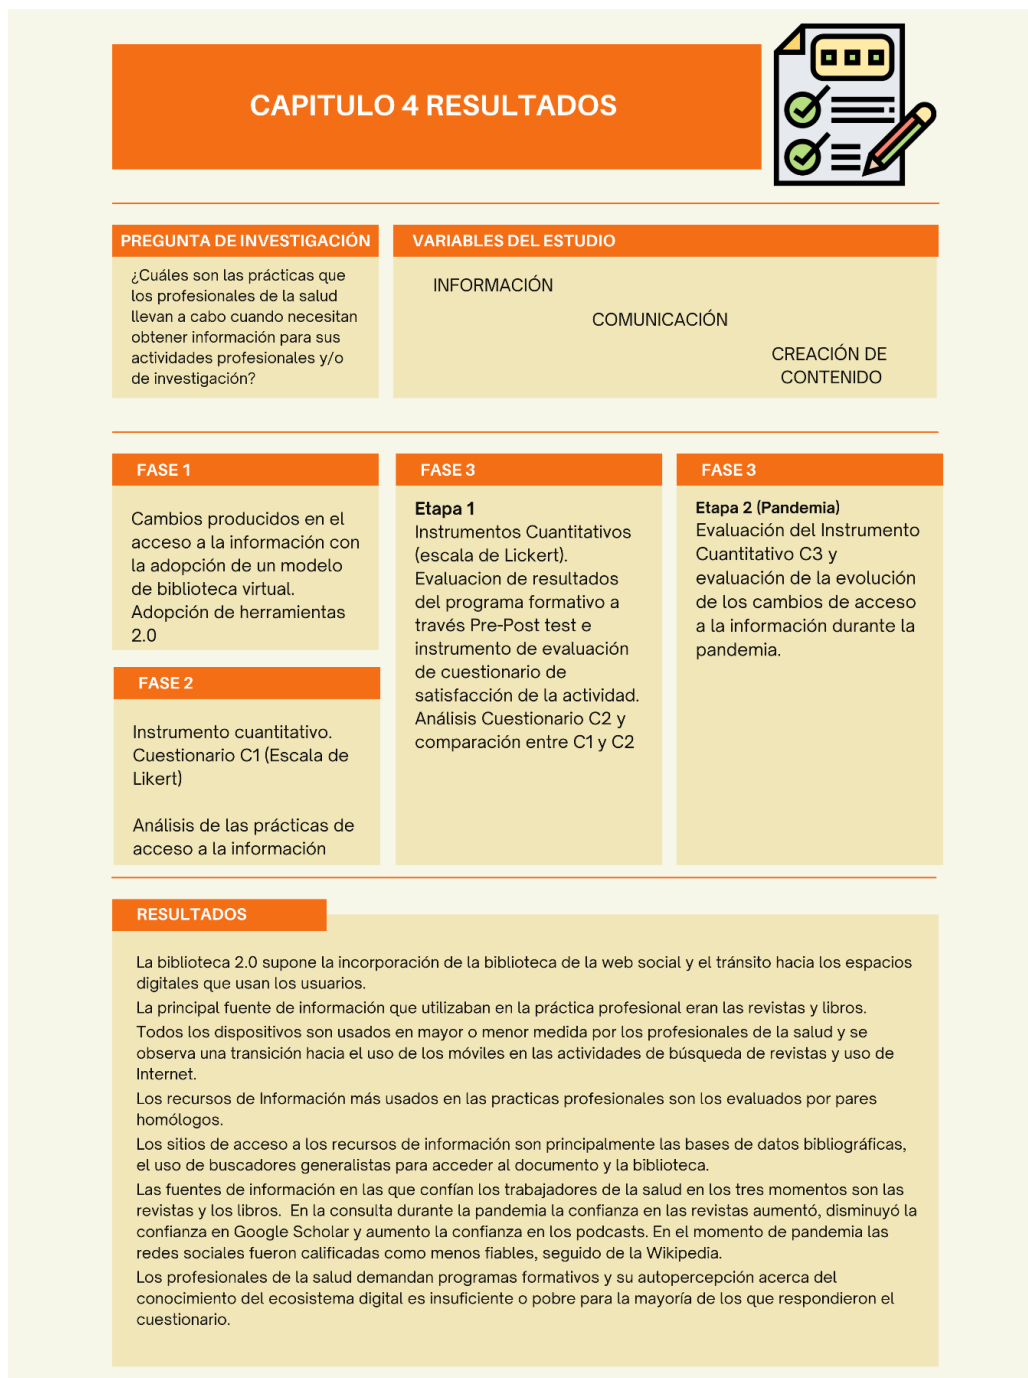 CAPITULO 4 RESULTADOS
PREGUNTA DE INVESTIGACIÓN
¿Cuáles son las prácticas que
los profesionales de la salud
llevan a cabo cuando necesitan
obtener información para sus
actividades profesionales y/o
de investigación?
VARIABLES DEL ESTUDIO
INFORMACIÓN
COMUNICACIÓN
CREACIÓN DE
CONTENIDO
FASE 1
Cambios producidos en el
acceso a la información con
la adopción de un modelo
de biblioteca virtual.
Adopción de herramientas
2.0
FASE 2
Instrumento cuantitativo.
Cuestionario C1 (Escala de
Likert)
Análisis de las prácticas de
acceso a la información
FASE 3
Etapa 1
Instrumentos Cuantitativos
(escala de Lickert).
Evaluacion de resultados
del programa formativo a
través Pre-Post test e
instrumento de evaluación
de cuestionario de
satisfacción de la actividad.
Análisis Cuestionario C2 y
comparación entre C1 y C2
FASE 3
Etapa 2 (Pandemia)
Evaluación del Instrumento
Cuantitativo C3 y
evaluación de la evolución
de los cambios de acceso
a la información durante la
pandemia.
RESULTADOS
La biblioteca 2.0 supone la incorporación de la biblioteca de la web social y el tránsito hacia los espacios
digitales que usan los usuarios.
La principal fuente de información que utilizaban en la práctica profesional eran las revistas y libros.
Todos los dispositivos son usados en mayor o menor medida por los profesionales de la salud y se
observa una transición hacia el uso de los móviles en las actividades de búsqueda de revistas y uso de
Internet.
Los recursos de Información más usados en las practicas profesionales son los evaluados por pares
homólogos.
Los sitios de acceso a los recursos de información son principalmente las bases de datos bibliográficas,
el uso de buscadores generalistas para acceder al documento y la biblioteca.
Las fuentes de información en las que confían los trabajadores de la salud en los tres momentos son las
revistas y los libros. En la consulta durante la pandemia la confianza en las revistas aumentó, disminuyó la
confianza en Google Scholar y aumento la confianza en los podcasts. En el momento de pandemia las
redes sociales fueron calificadas como menos fiables, seguido de la Wikipedia.
Los profesionales de la salud demandan programas formativos y su autopercepción acerca del
conocimiento del ecosistema digital es insuficiente o pobre para la mayoría de los que respondieron el
cuestionario.